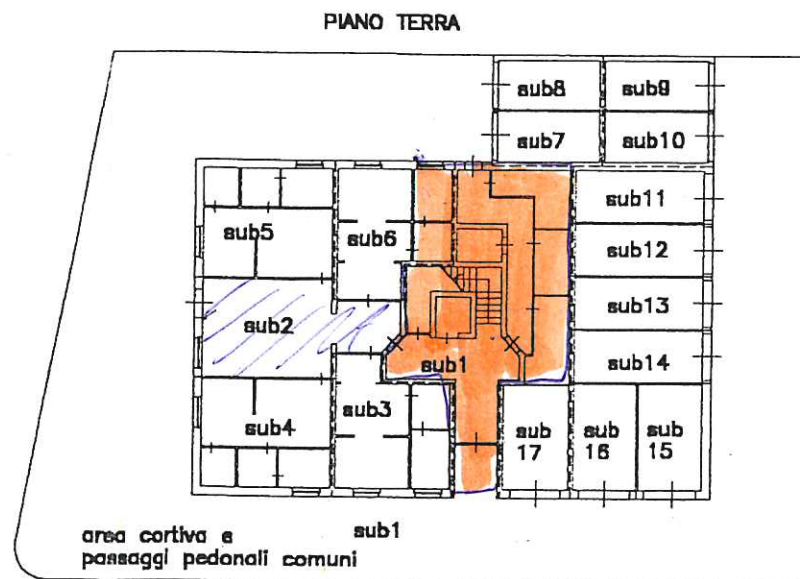 PIANO TERRA
sub8
sub9
sub7
sub10
sub11
sub5
sub6
sub12
sub2
sub13
sub1
sub14
sub3
sub4
sub
17
sub
16
sub
15
sub1
area cortiva e
passaggi pedonali comuni